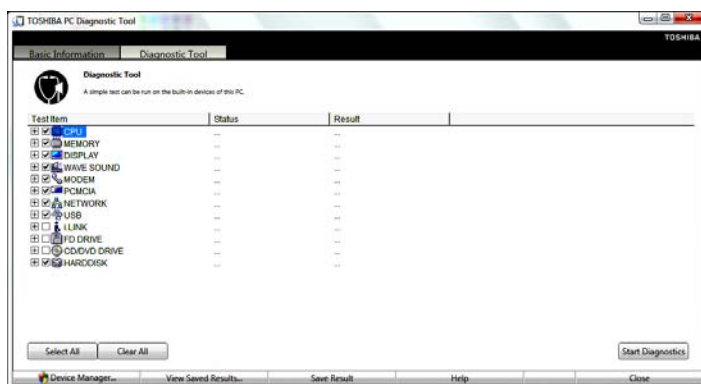 TOSHIBA PC Diagnostic Tool
TOSHIBA
Basic Information Diagnostic Tool
Diagnostic Tool
A simple test can be run on the built-in devices of this PC.
Test Item Status Result
CPU ... ...
MEMORY ... ...
DISPLAY ... ...
WAVE SOUND ... ...
MODEM ... ...
PCMCIA ... ...
NETWORK ... ...
USB ... ...
i.LINK ... ...
FD DRIVE ... ...
CD/DVD DRIVE ... ...
HARDDISK ... ...
Select All Clear All Start Diagnostics
Device Manager... View Saved Results... Save Result Help Close